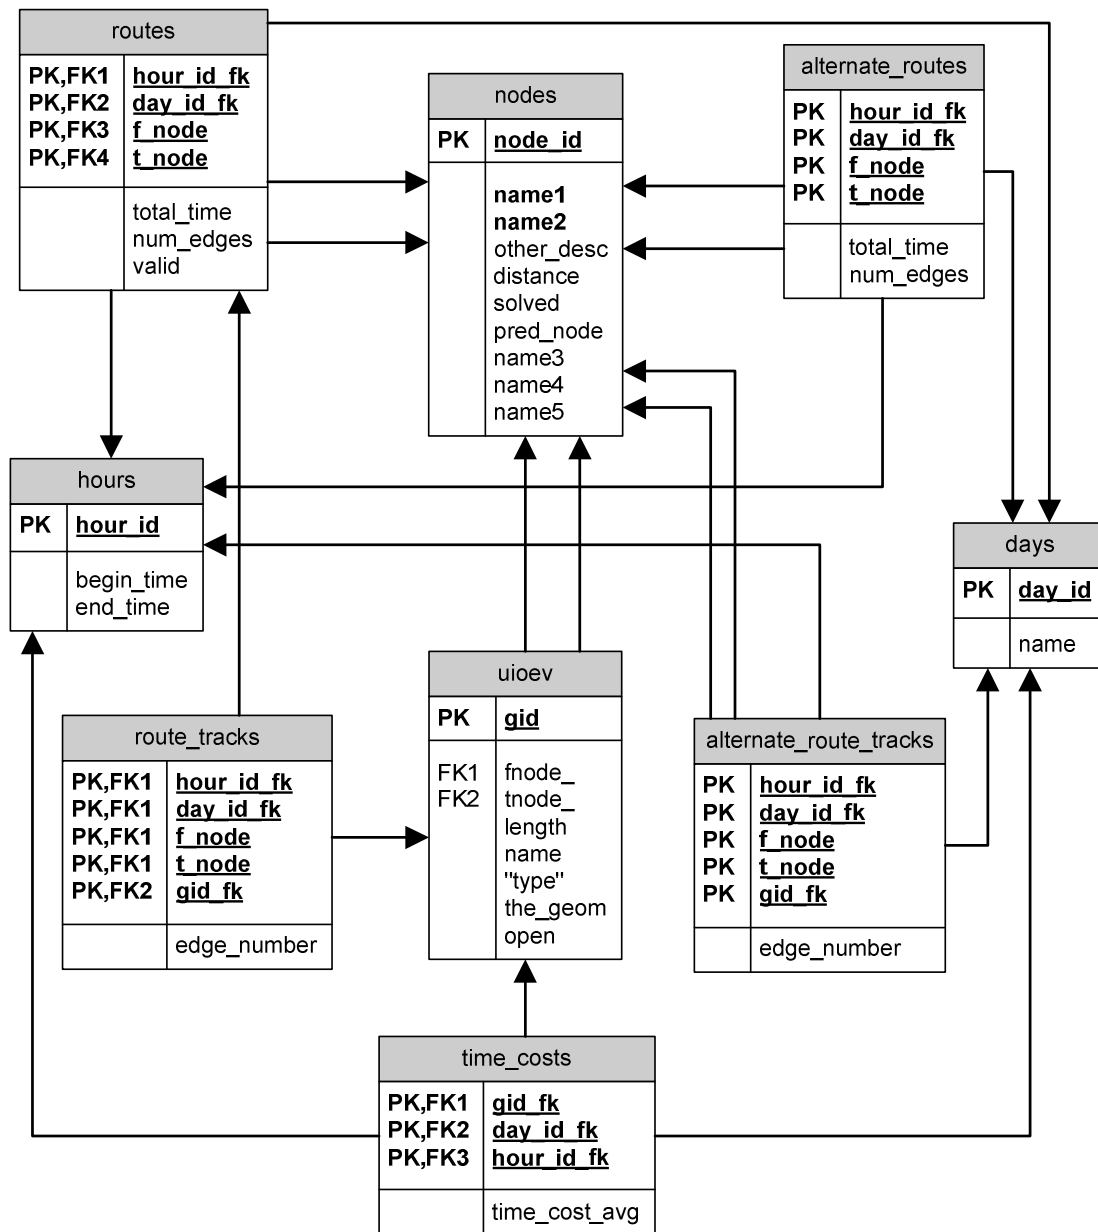 routes
PK,FK1 hour_id_fk
PK,FK2 day_id_fk
PK,FK3 f_node
PK,FK4 t_node
total_time
num_edges
valid
nodes
PK node_id
name1
name2
other_desc
distance
solved
pred_node
name3
name4
name5
alternate_routes
PK hour_id_fk
PK day_id_fk
PK f_node
PK t_node
total_time
num_edges
hours
PK hour_id
begin_time
end_time
days
PK day_id
name
route_tracks
PK,FK1 hour_id_fk
PK,FK1 day_id_fk
PK,FK1 f_node
PK,FK1 t_node
PK,FK2 gid_fk
edge_number
uioev
PK gid
FK1 fnode_
FK2 tnode_
length
name
"type"
the_geom
open
alternate_route_tracks
PK hour_id_fk
PK day_id_fk
PK f_node
PK t_node
PK gid_fk
edge_number
time_costs
PK,FK1 gid_fk
PK,FK2 day_id_fk
PK,FK3 hour_id_fk
time_cost_avg